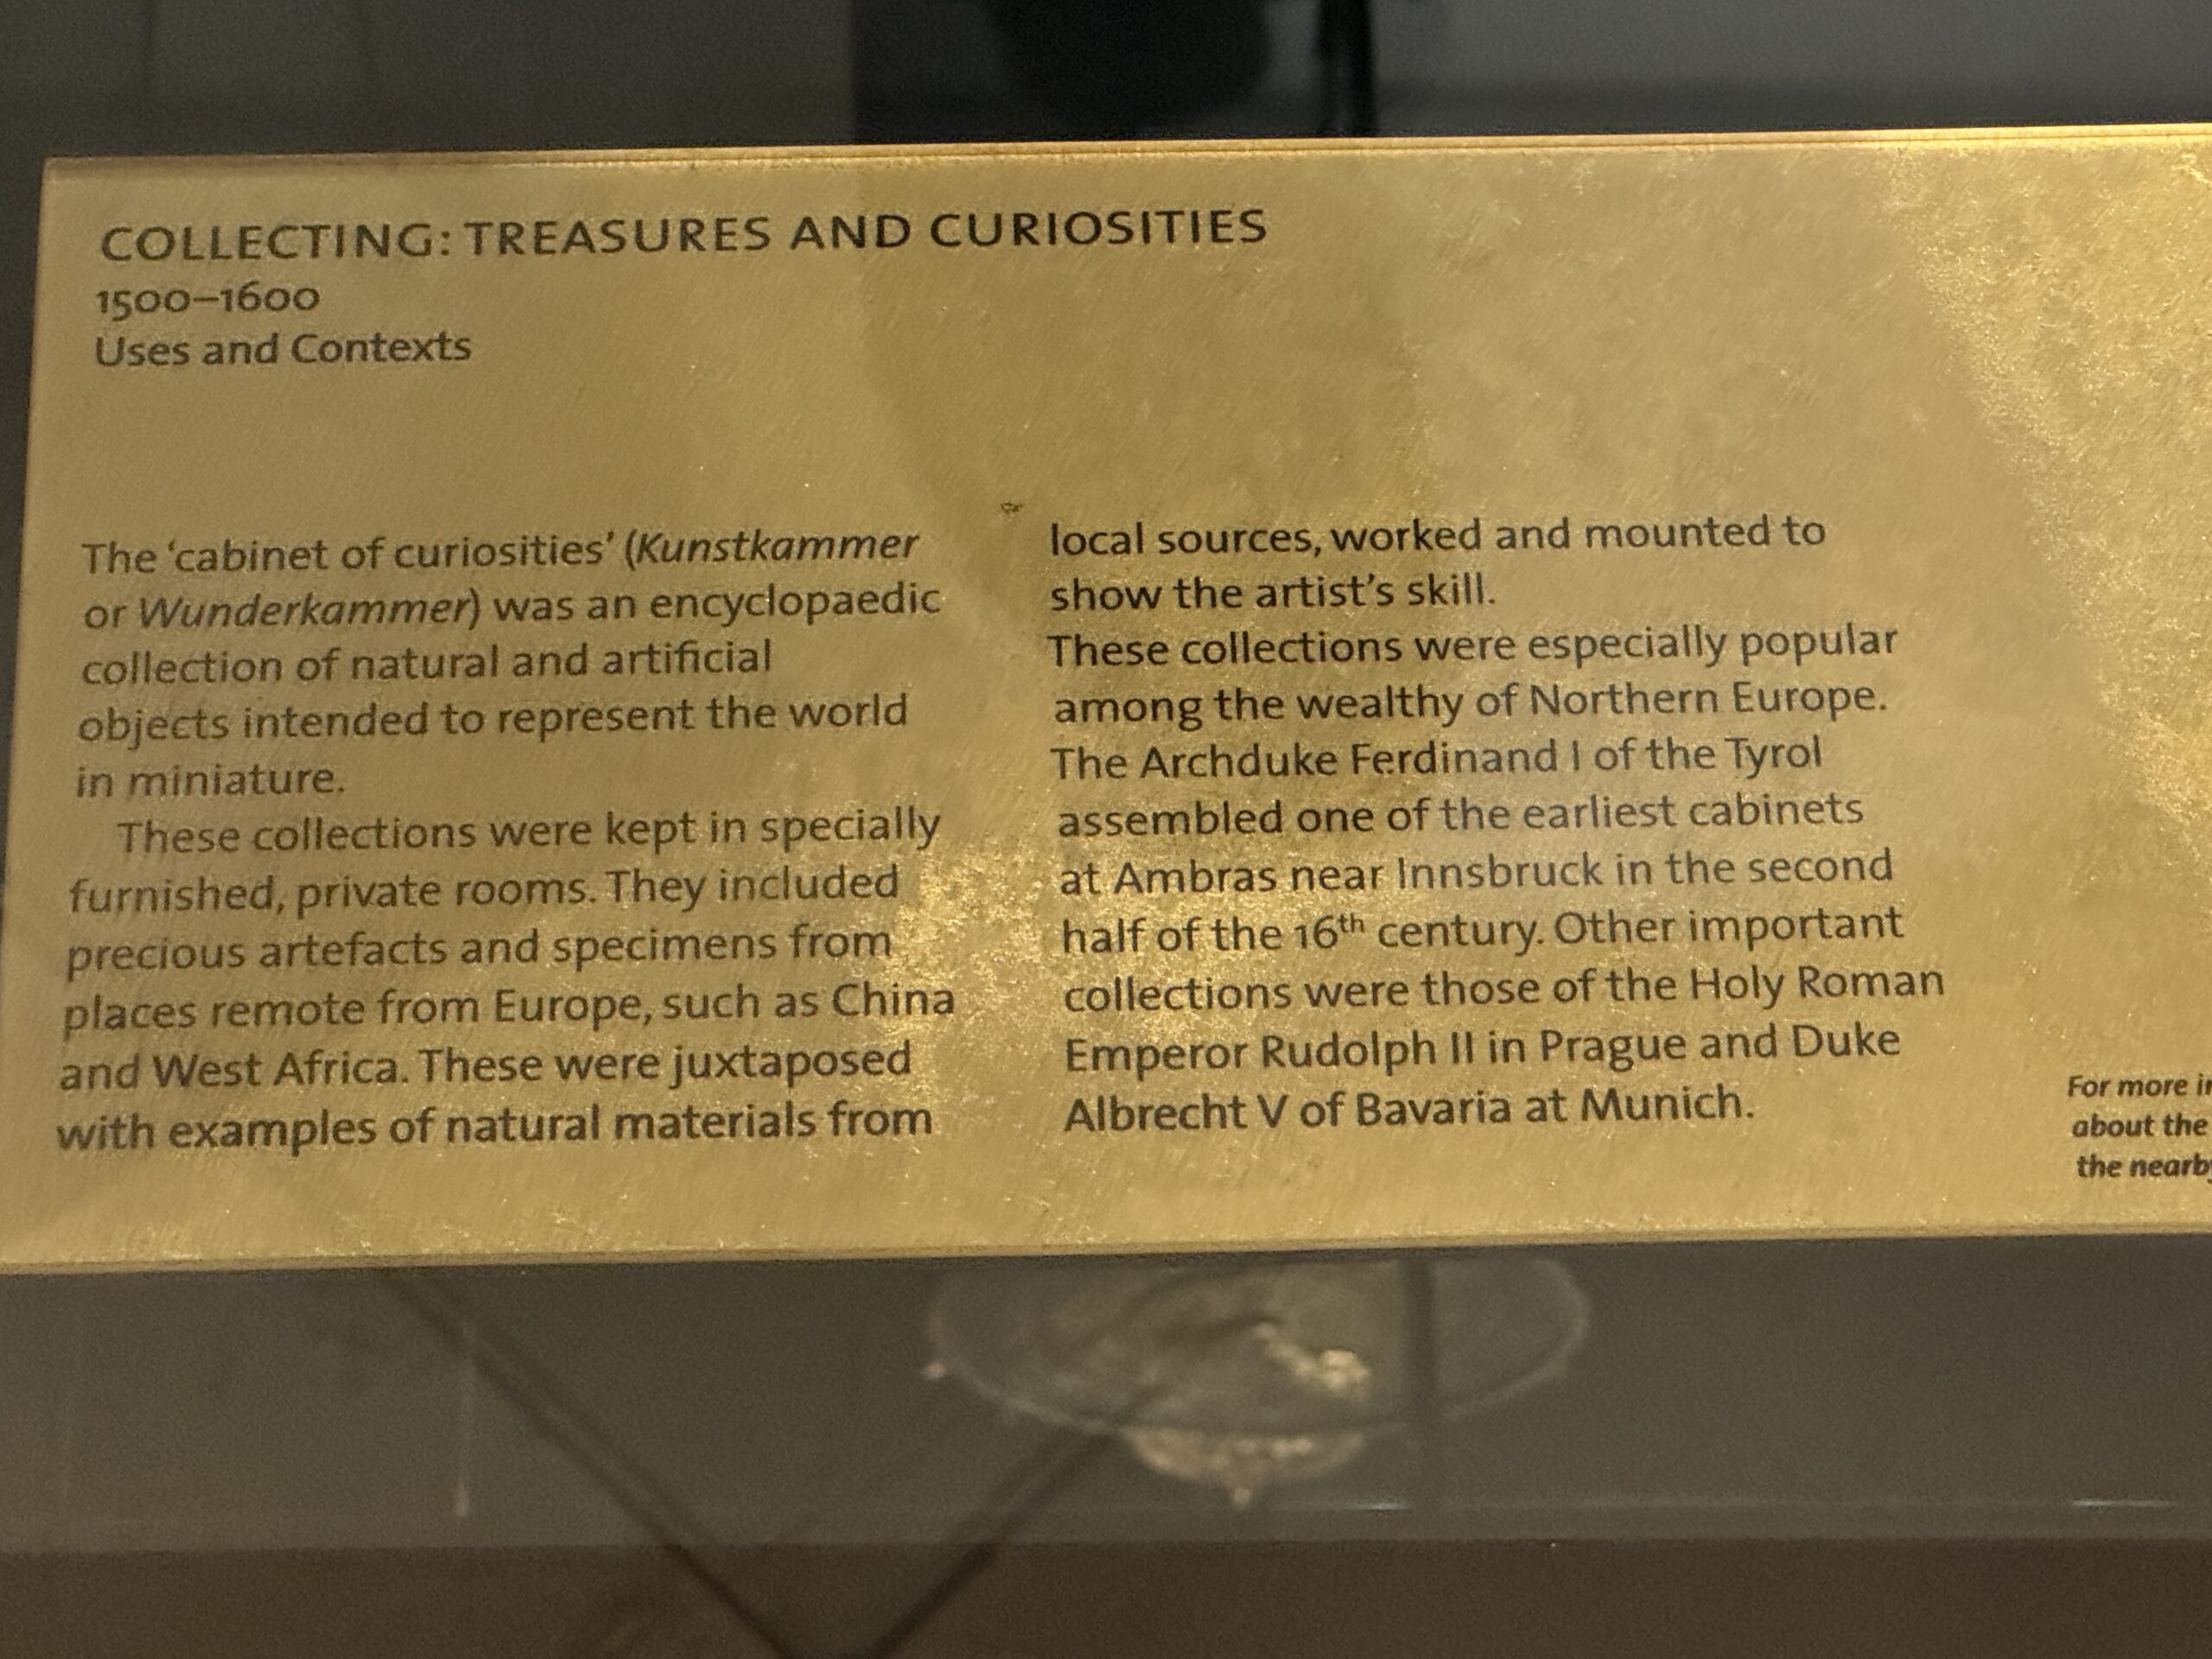 COLLECTING: TREASURES AND CURIOSITIES
1500–1600
Uses and Contexts
The ‘cabinet of curiosities’ (Kunstkammer
or Wunderkammer) was an encyclopaedic
collection of natural and artificial
objects intended to represent the world
in miniature.
These collections were kept in specially
furnished, private rooms. They included
precious artefacts and specimens from
places remote from Europe, such as China
and West Africa. These were juxtaposed
with examples of natural materials from
local sources, worked and mounted to
show the artist’s skill.
These collections were especially popular
among the wealthy of Northern Europe.
The Archduke Ferdinand I of the Tyrol
assembled one of the earliest cabinets
at Ambras near Innsbruck in the second
half of the 16th century. Other important
collections were those of the Holy Roman
Emperor Rudolph II in Prague and Duke
Albrecht V of Bavaria at Munich.
For more
about the
the